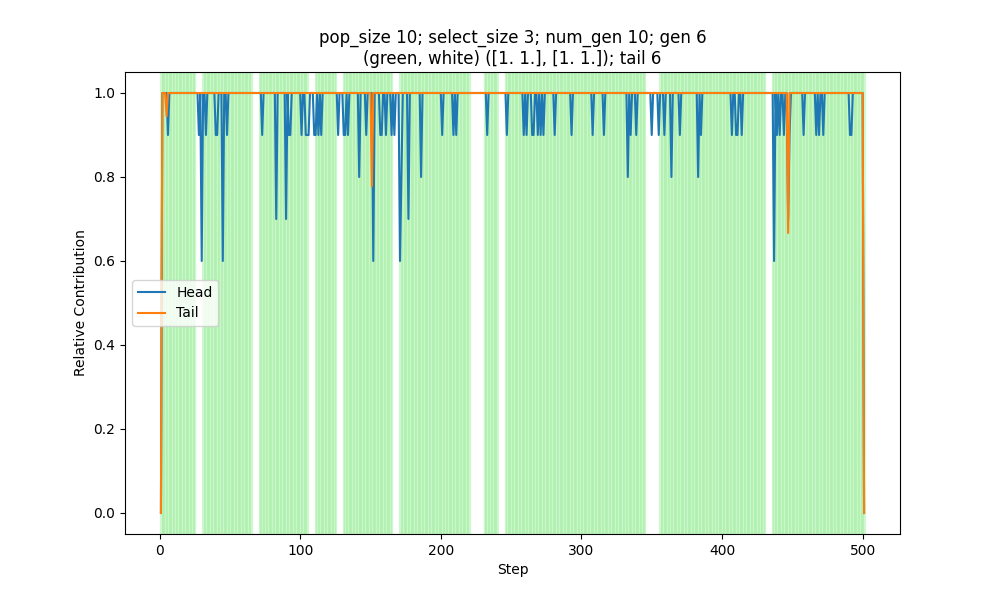 pop_size 10; select_size 3; num_gen 10; gen 6
(green, white) ([1. 1.], [1. 1.]); tail 6
1.0
0.8
0.6
0.4
0.2
0.0
Relative Contribution
Head
Tail
0
100
200
300
400
500
Step